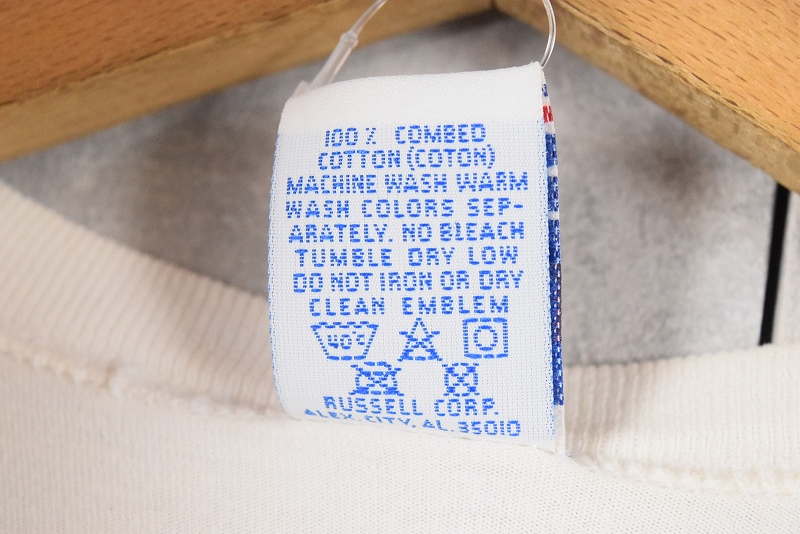 100% COMBED
COTTON (COTON)
MACHINE WASH WARM
WASH COLORS SEP-
ARATELY. NO BLEACH
TUMBLE DRY LOW
DO NOT IRON OR DRY
CLEAN EMBLEM
40°C
RUSSELL CORP.
ALEX. CITY, AL. 35010